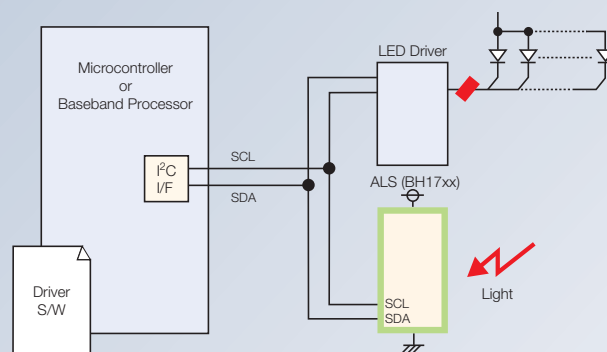 LED Driver
Microcontroller
or
Baseband Processor
SCL
I²C
I/F
SDA
ALS (BH17xx)
Driver
S/W
SCL
SDA
Light